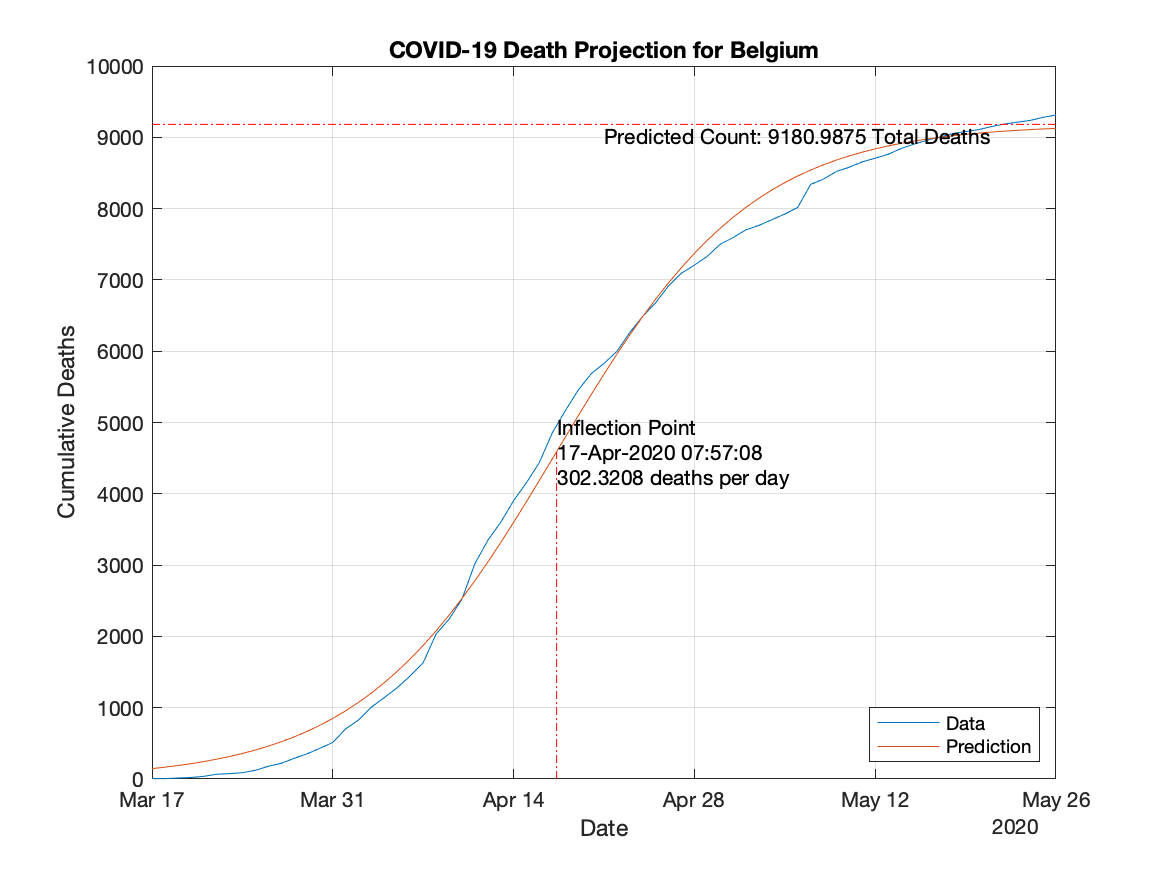 COVID-19 Death Projection for Belgium
10000
9000
8000
7000
6000
5000
4000
3000
2000
1000
0
Cumulative Deaths
Predicted Count: 9180.9875 Total Deaths
Inflection Point
17-Apr-2020 07:57:08
302.3208 deaths per day
Data
Prediction
Mar 17 Mar 31 Apr 14 Apr 28 May 12 May 26
Date
2020